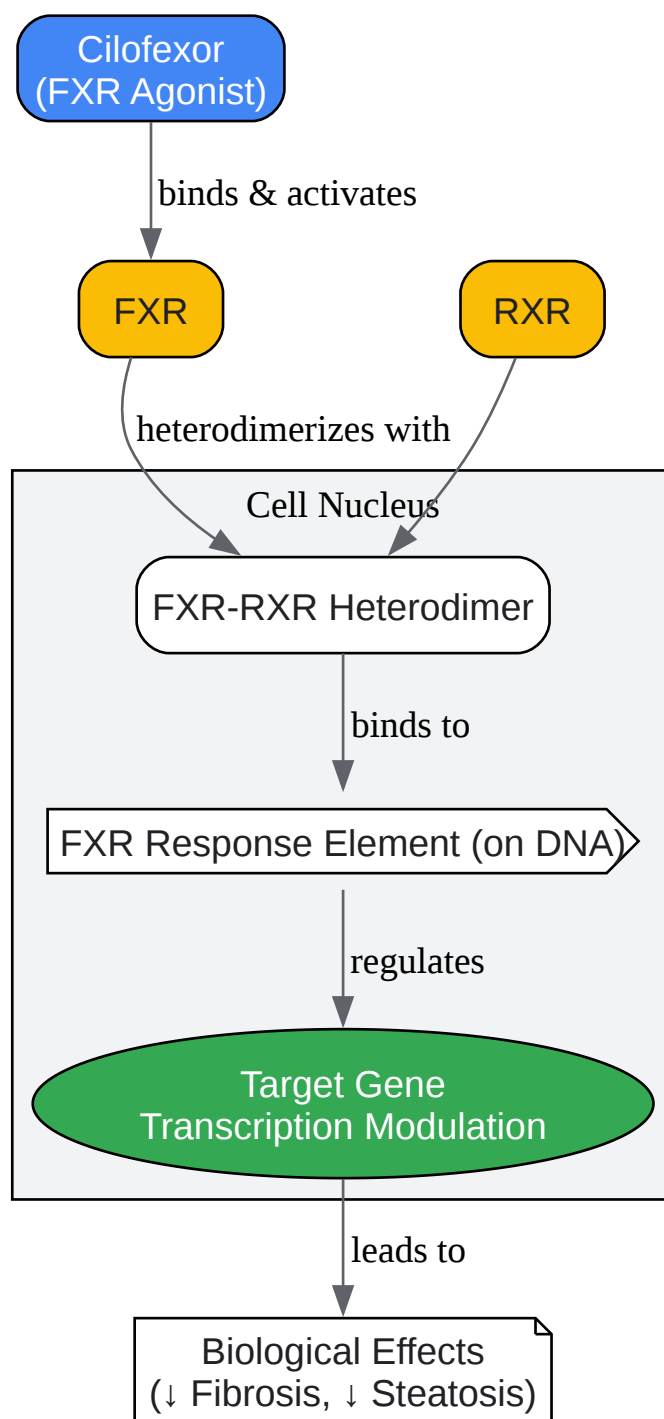 Cilofexor
(FXR Agonist)
binds & activates
FXR
RXR
heterodimerizes with
Cell Nucleus
FXR-RXR Heterodimer
binds to
FXR Response Element (on DNA)
regulates
Target Gene
Transcription Modulation
leads to
Biological Effects
(↓ Fibrosis, ↓ Steatosis)